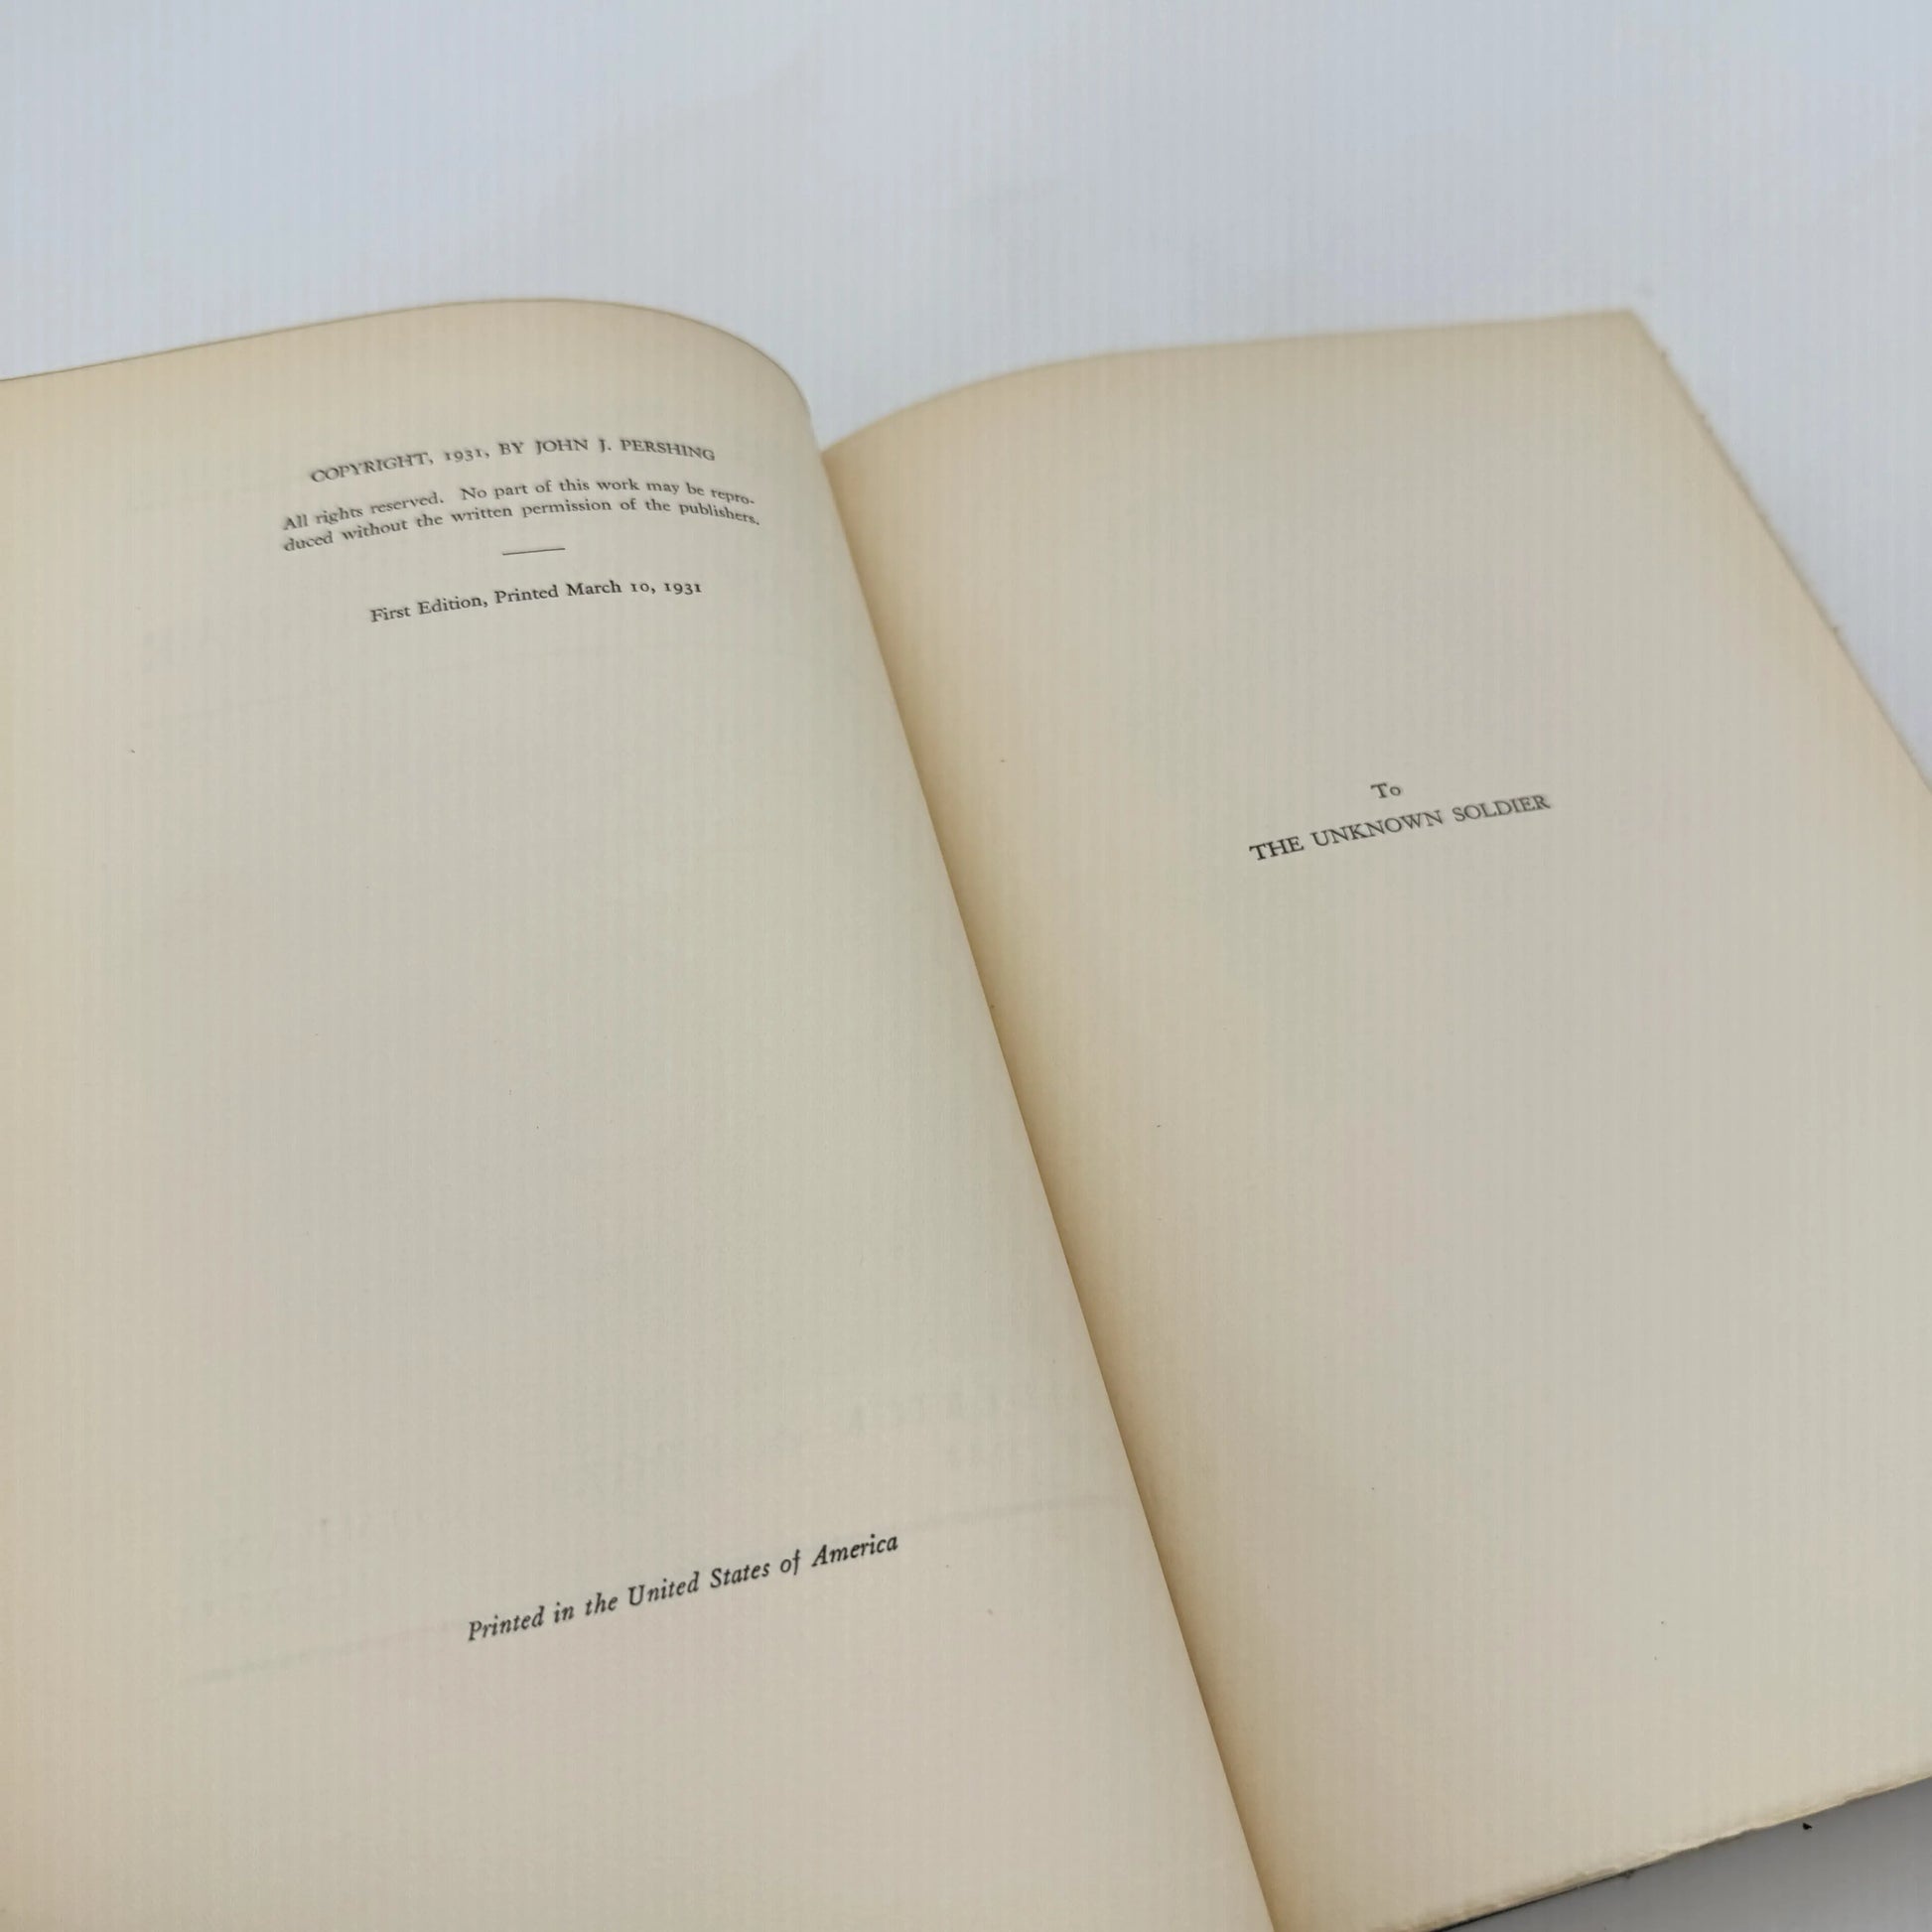 COPYRIGHT, 1931, BY JOHN J. PERSHING
All rights reserved. No part of this work may be repro-
duced without the written permission of the publishers.
First Edition, Printed March 10, 1931
Printed in the United States of America
To
THE UNKNOWN SOLDIER